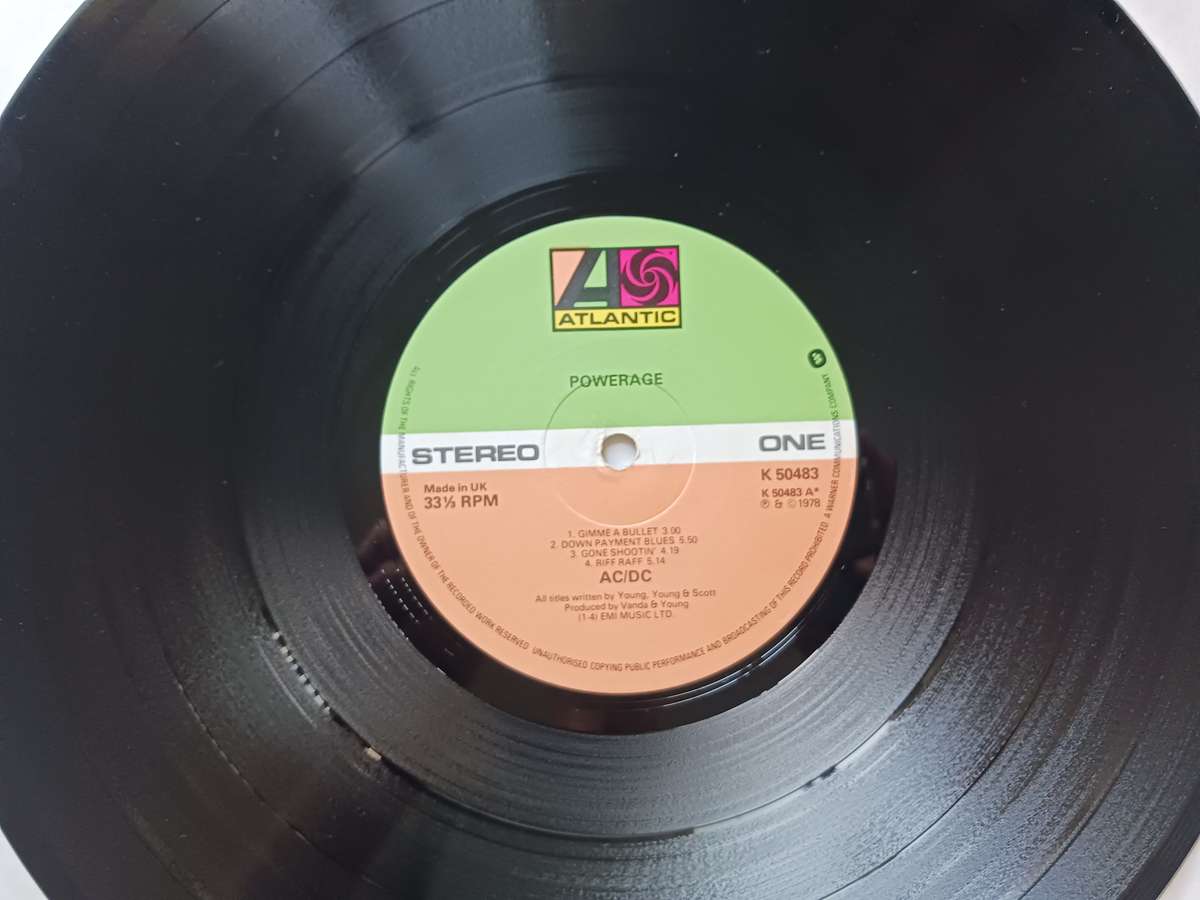 ATLANTIC
POWERAGE
STEREO
ONE
Made in UK
33⅓ RPM
K 50483
K 50483 A*
℗ & © 1978
1. GIMME A BULLET 3.00
2. DOWN PAYMENT BLUES 5.50
3. GONE SHOOTIN' 4.19
4. RIFF RAFF 5.14
AC/DC
All titles written by Young, Young & Scott
Produced by Vanda & Young
(1-4) EMI MUSIC LTD.
ALL RIGHTS OF THE MANUFACTURER AND OF THE OWNER OF THE RECORDED WORK RESERVED UNAUTHORISED COPYING PUBLIC PERFORMANCE AND BROADCASTING OF THIS RECORD PROHIBITED A WARNER COMMUNICATIONS COMPANY